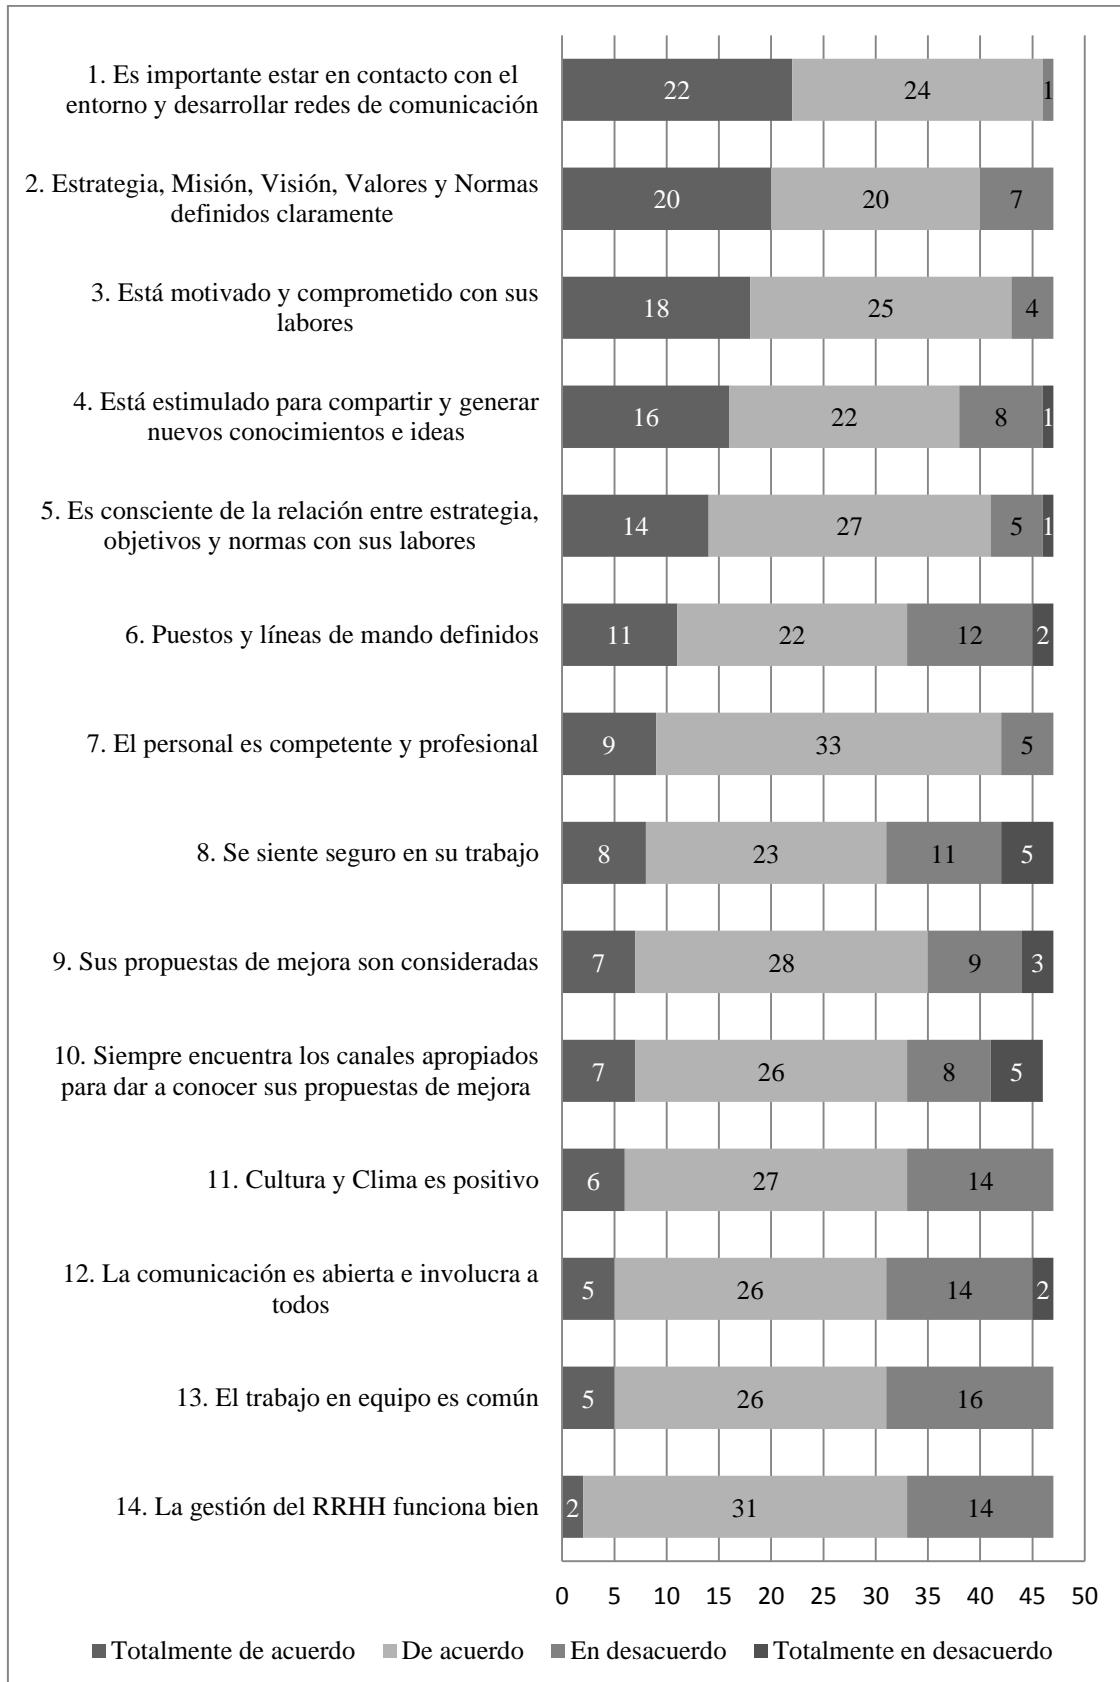 1. Es importante estar en contacto con el
entorno y desarrollar redes de comunicación
22 24 1
2. Estrategia, Misión, Visión, Valores y Normas
definidos claramente
20 20 7
3. Está motivado y comprometido con sus
labores
18 25 4
4. Está estimulado para compartir y generar
nuevos conocimientos e ideas
16 22 8 1
5. Es consciente de la relación entre estrategia,
objetivos y normas con sus labores
14 27 5 1
6. Puestos y líneas de mando definidos
11 22 12 2
7. El personal es competente y profesional
9 33 5
8. Se siente seguro en su trabajo
8 23 11 5
9. Sus propuestas de mejora son consideradas
7 28 9 3
10. Siempre encuentra los canales apropiados
para dar a conocer sus propuestas de mejora
7 26 8 5
11. Cultura y Clima es positivo
6 27 14
12. La comunicación es abierta e involucra a
todos
5 26 14 2
13. El trabajo en equipo es común
5 26 16
14. La gestión del RRHH funciona bien
2 31 14
0 5 10 15 20 25 30 35 40 45 50
Totalmente de acuerdo De acuerdo En desacuerdo Totalmente en desacuerdo